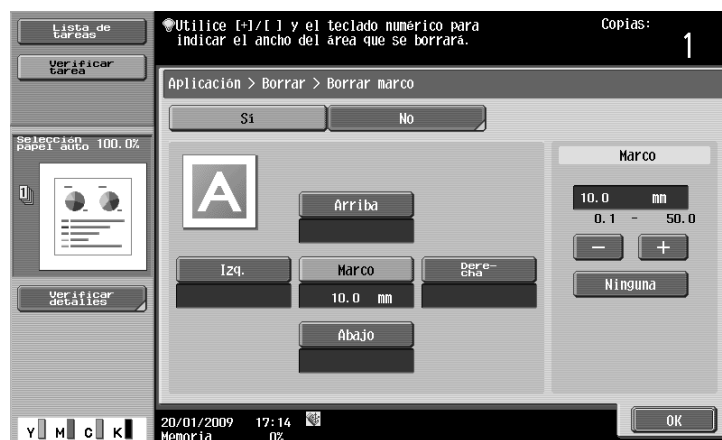 Lista de
tareas
Verificar
tarea
Utilice [+]/[ ] y el teclado numérico para
indicar el ancho del área que se borrará.
Copias:
1
Aplicación > Borrar > Borrar marco
Sí
No
Selección
papel auto 100.0%
1
Verificar
detalles
A
Arriba
Izq.
Marco
10.0 mm
Dere-
cha
Abajo
Marco
10.0 mm
0.1 - 50.0
− +
Ninguna
Y M C K
20/01/2009 17:14
Memoria 0%
OK